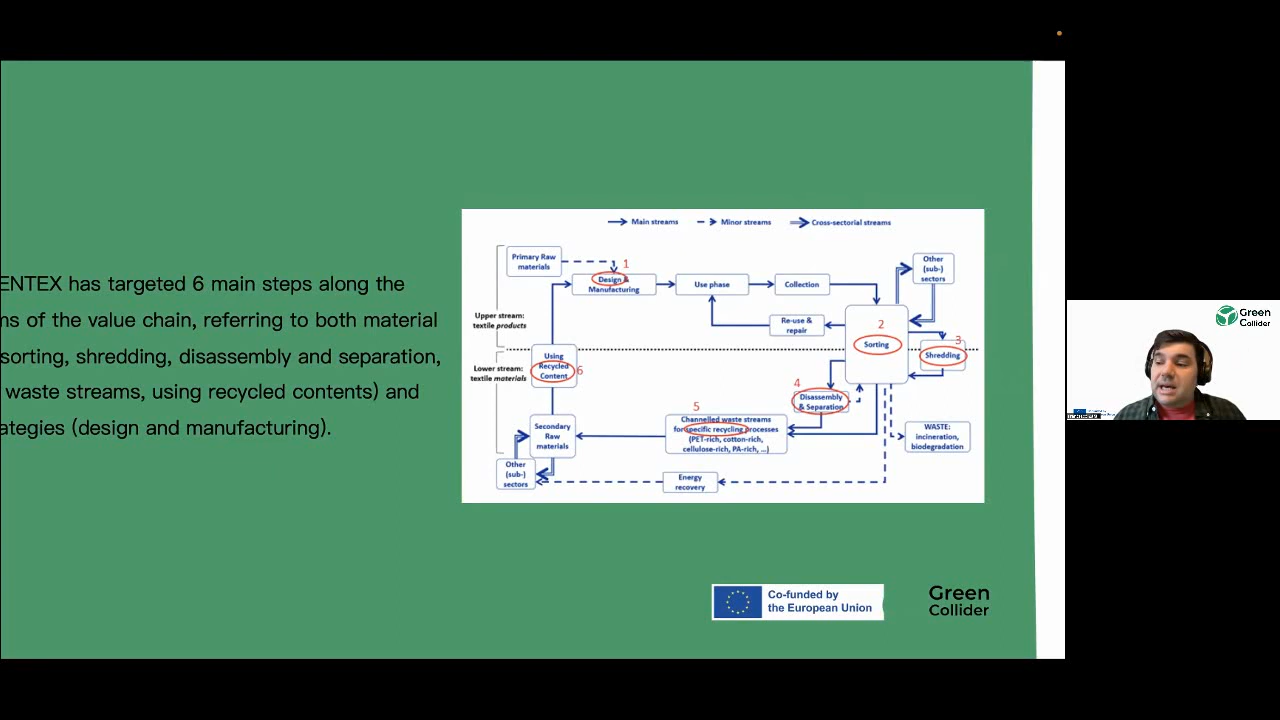 ENTEX has targeted 6 main steps along the
ms of the value chain, referring to both material
sorting, shredding, disassembly and separation,
waste streams, using recycled contents) and
ategies (design and manufacturing).
Main streams
Minor streams
Cross-sectorial streams
Primary Raw
materials
1
Design &
Manufacturing
Use phase
Collection
Other
(sub-)
sectors
Upper stream:
textile products
Re-use &
repair
2
Sorting
3
Shredding
Lower stream:
textile materials
Using
Recycled
Content
6
4
Disassembly
& Separation
5
Channelled waste streams
for specific recycling processes
(PET-rich, cotton-rich,
cellulose-rich, PA-rich, ...)
Secondary
Raw
materials
WASTE:
incineration,
biodegradation
Other
(sub-)
sectors
Energy
recovery
Co-funded by
the European Union
Green
Collider
Green
Collider